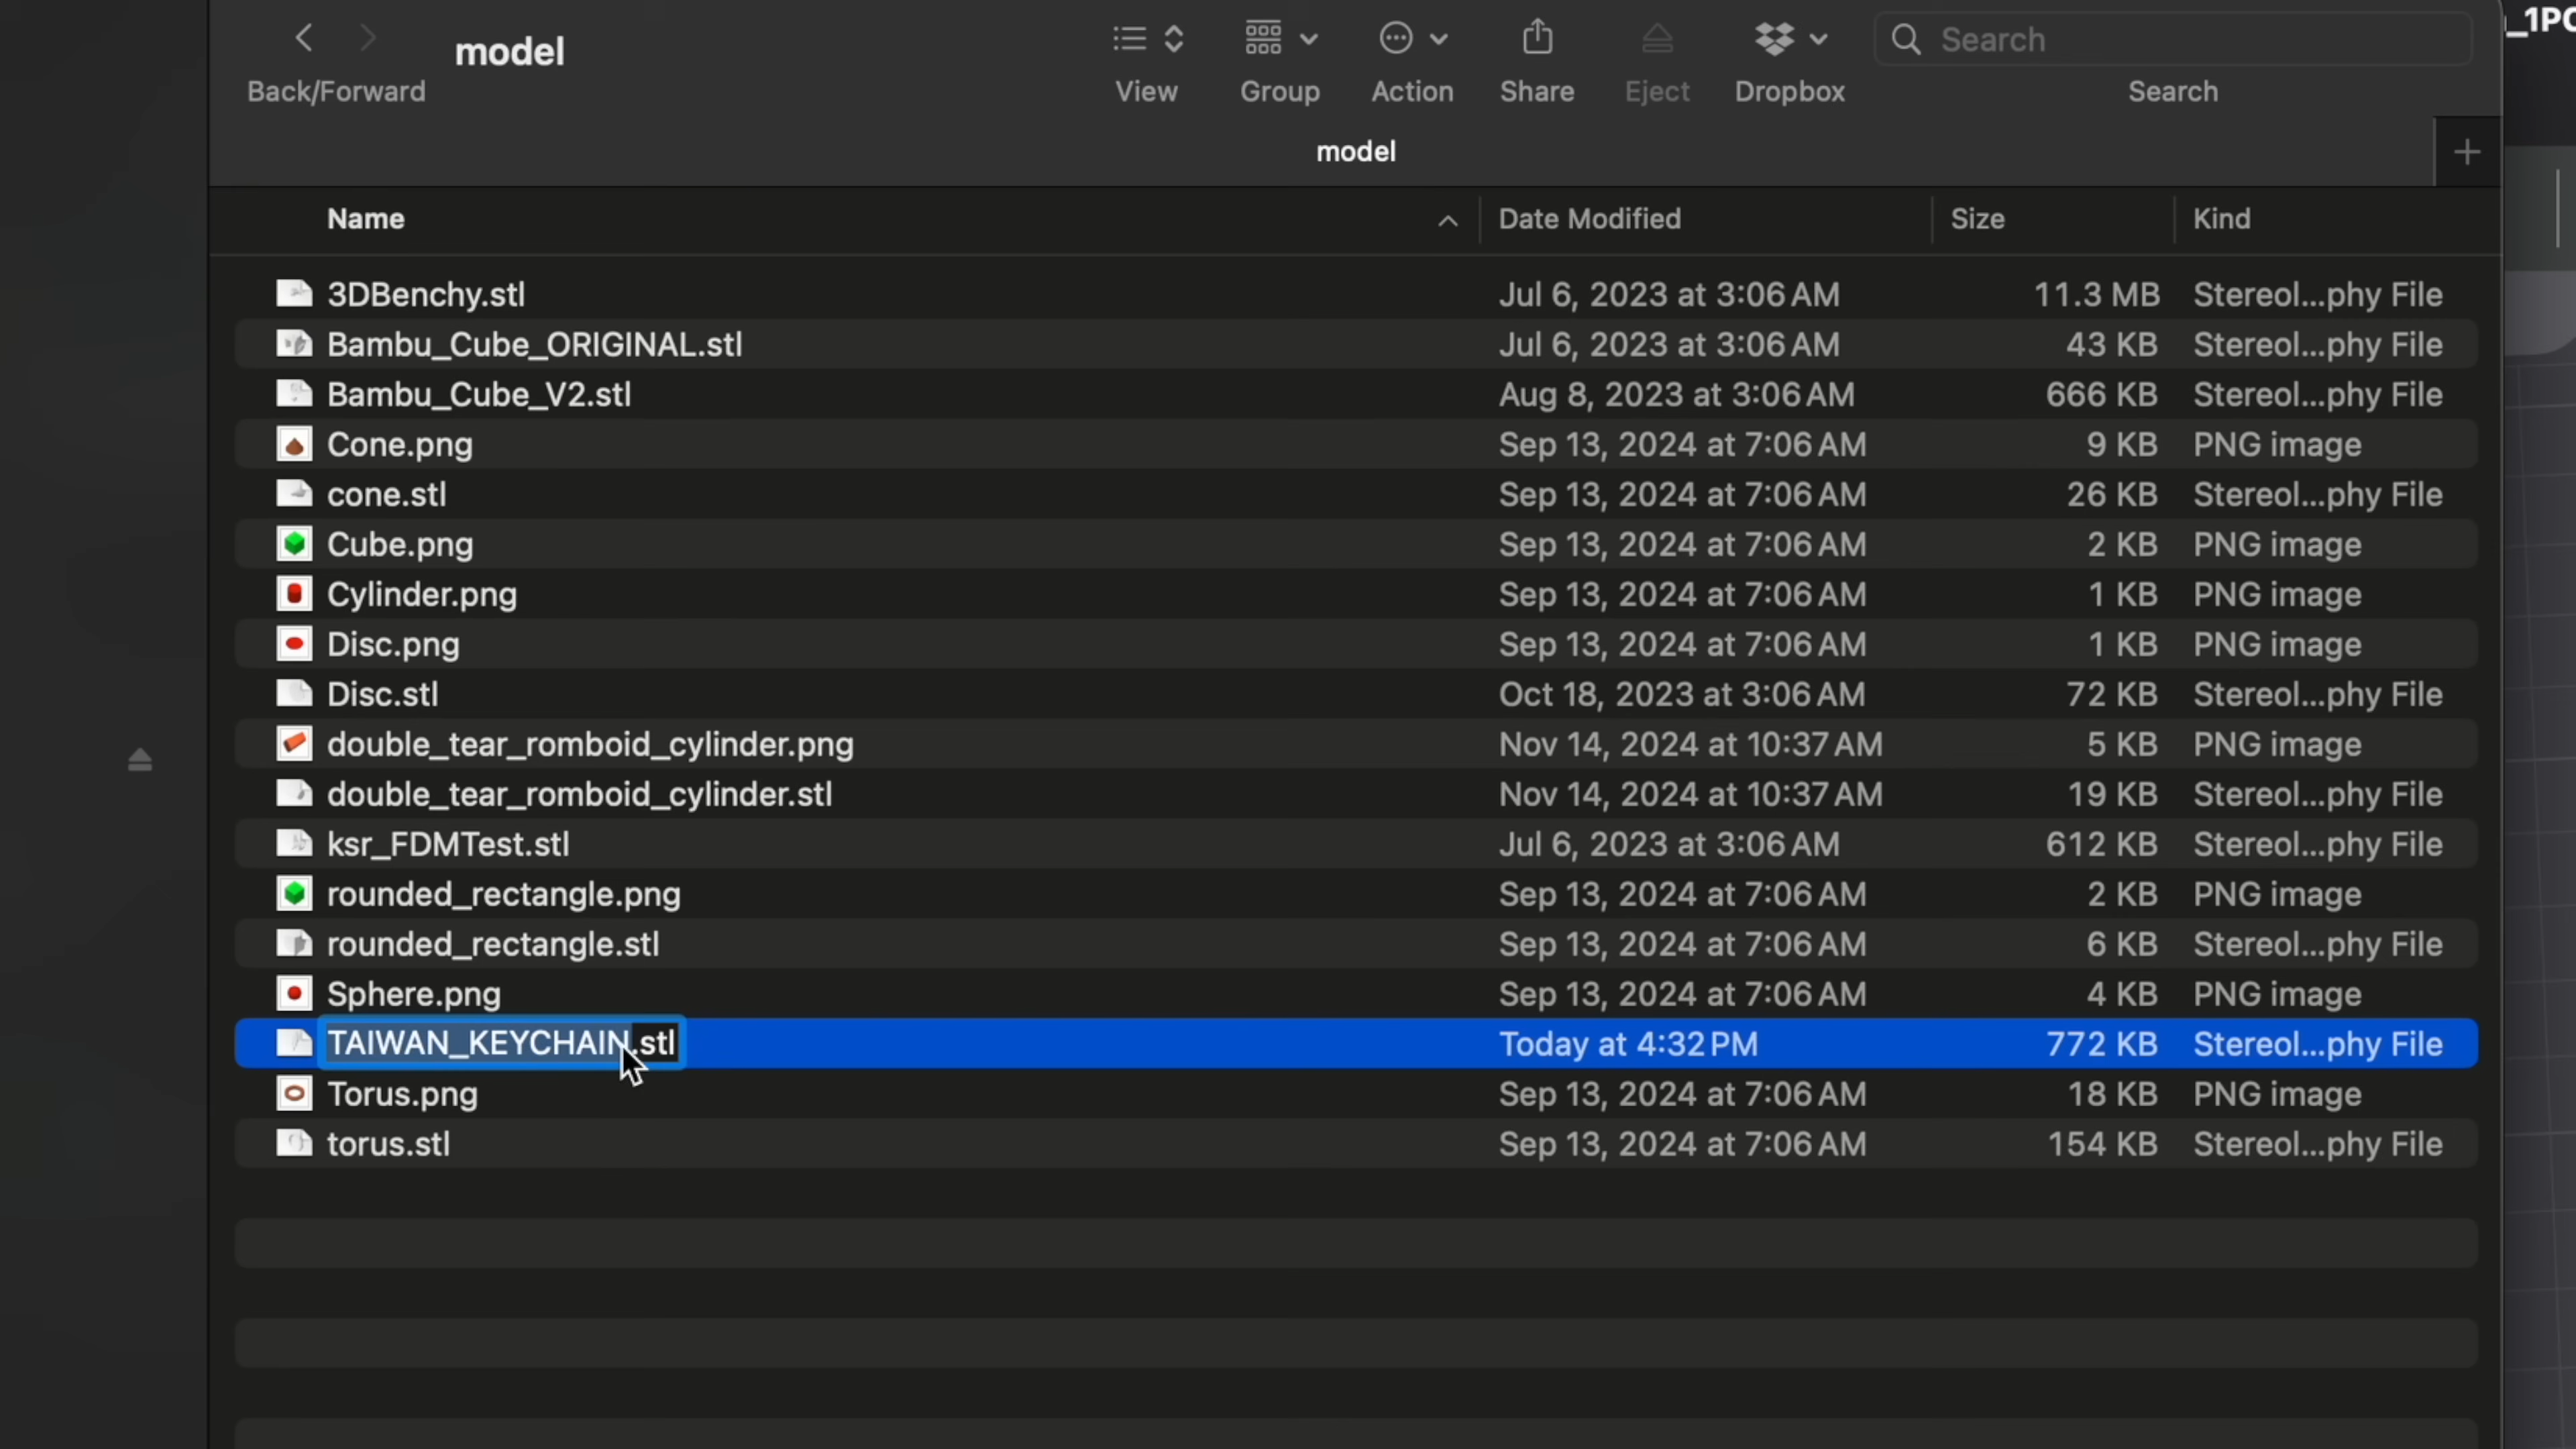 model
_1PC
Back/Forward
View
Group
Action
Share
Eject
Dropbox
Search
Search
model
Name Date Modified Size Kind
3DBenchy.stl Jul 6, 2023 at 3:06 AM 11.3 MB Stereol...phy File
Bambu_Cube_ORIGINAL.stl Jul 6, 2023 at 3:06 AM 43 KB Stereol...phy File
Bambu_Cube_V2.stl Aug 8, 2023 at 3:06 AM 666 KB Stereol...phy File
Cone.png Sep 13, 2024 at 7:06 AM 9 KB PNG image
cone.stl Sep 13, 2024 at 7:06 AM 26 KB Stereol...phy File
Cube.png Sep 13, 2024 at 7:06 AM 2 KB PNG image
Cylinder.png Sep 13, 2024 at 7:06 AM 1 KB PNG image
Disc.png Sep 13, 2024 at 7:06 AM 1 KB PNG image
Disc.stl Oct 18, 2023 at 3:06 AM 72 KB Stereol...phy File
double_tear_romboid_cylinder.png Nov 14, 2024 at 10:37 AM 5 KB PNG image
double_tear_romboid_cylinder.stl Nov 14, 2024 at 10:37 AM 19 KB Stereol...phy File
ksr_FDMTest.stl Jul 6, 2023 at 3:06 AM 612 KB Stereol...phy File
rounded_rectangle.png Sep 13, 2024 at 7:06 AM 2 KB PNG image
rounded_rectangle.stl Sep 13, 2024 at 7:06 AM 6 KB Stereol...phy File
Sphere.png Sep 13, 2024 at 7:06 AM 4 KB PNG image
TAIWAN_KEYCHAIN.stl Today at 4:32 PM 772 KB Stereol...phy File
Torus.png Sep 13, 2024 at 7:06 AM 18 KB PNG image
torus.stl Sep 13, 2024 at 7:06 AM 154 KB Stereol...phy File